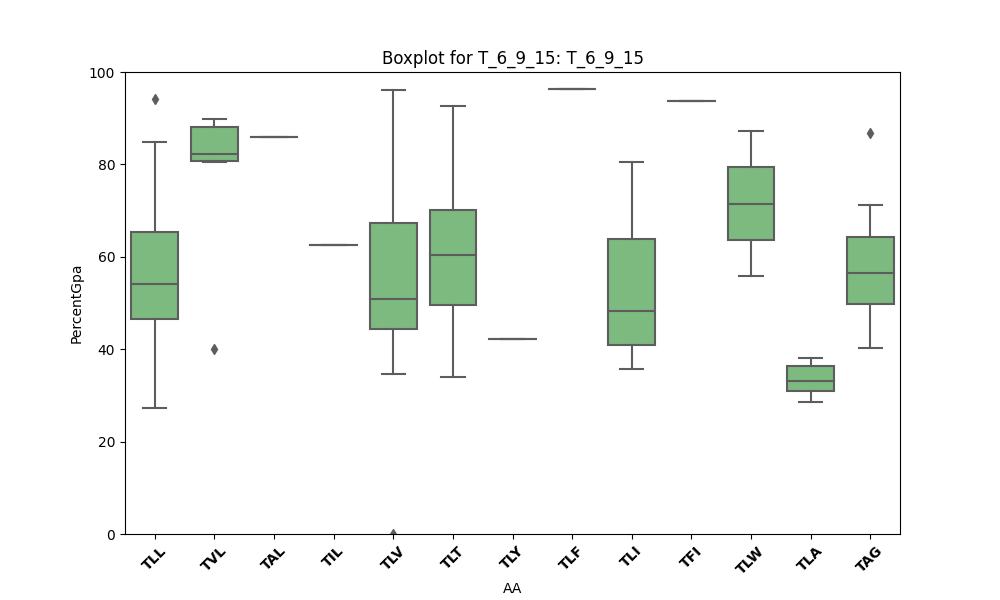 Boxplot for T_6_9_15: T_6_9_15
100
80
60
40
20
0
PercentGpa
TLL TVL TAL TIL TLV TLT TLY TLF TLI TFI TLW TLA TAG
AA